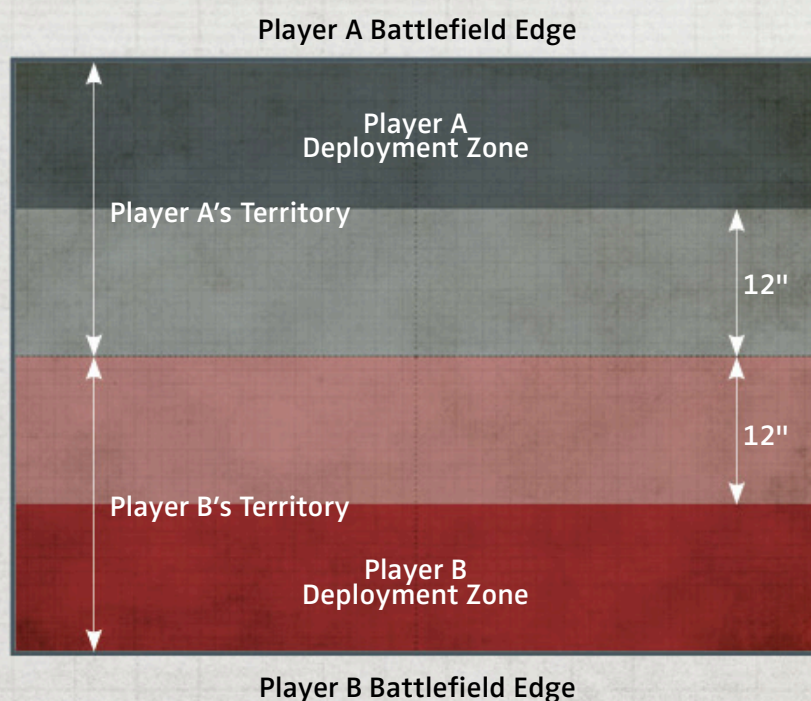 Player A Battlefield Edge
Player A
Deployment Zone
Player A's Territory
12"
12"
Player B's Territory
Player B
Deployment Zone
Player B Battlefield Edge